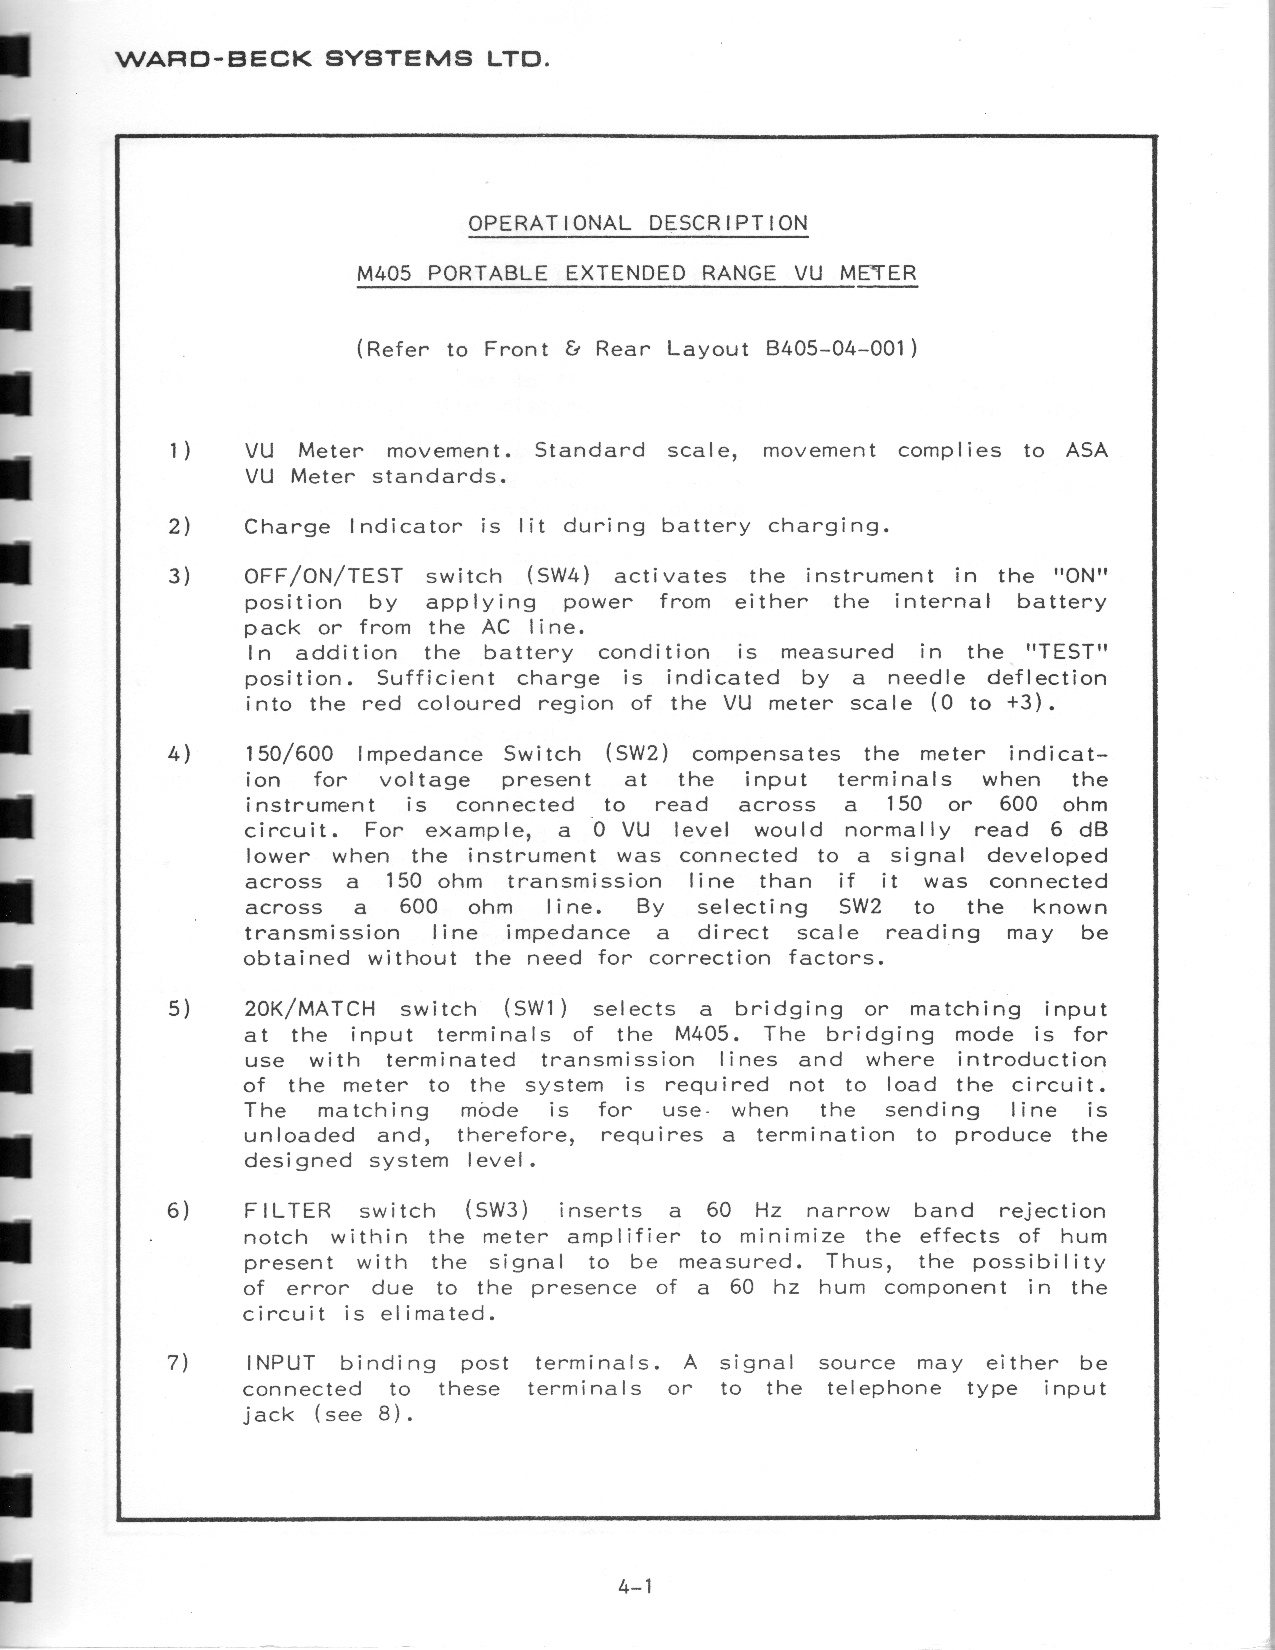 WARD-BECK SYSTEMS LTD.
OPERATIONAL DESCRIPTION
M405 PORTABLE EXTENDED RANGE VU METER
(Refer to Front & Rear Layout B405-04-001)
1) VU Meter movement. Standard scale, movement complies to ASA
VU Meter standards.
2) Charge Indicator is lit during battery charging.
3) OFF/ON/TEST switch (SW4) activates the instrument in the "ON"
position by applying power from either the internal battery
pack or from the AC line.
In addition the battery condition is measured in the "TEST"
position. Sufficient charge is indicated by a needle deflection
into the red coloured region of the VU meter scale (0 to +3).
4) 150/600 Impedance Switch (SW2) compensates the meter indicat-
ion for voltage present at the input terminals when the
instrument is connected to read across a 150 or 600 ohm
circuit. For example, a 0 VU level would normally read 6 dB
lower when the instrument was connected to a signal developed
across a 150 ohm transmission line than if it was connected
across a 600 ohm line. By selecting SW2 to the known
transmission line impedance a direct scale reading may be
obtained without the need for correction factors.
5) 20K/MATCH switch (SW1) selects a bridging or matching input
at the input terminals of the M405. The bridging mode is for
use with terminated transmission lines and where introduction
of the meter to the system is required not to load the circuit.
The matching mode is for use when the sending line is
unloaded and, therefore, requires a termination to produce the
designed system level.
6) FILTER switch (SW3) inserts a 60 Hz narrow band rejection
notch within the meter amplifier to minimize the effects of hum
present with the signal to be measured. Thus, the possibility
of error due to the presence of a 60 hz hum component in the
circuit is elimated.
7) INPUT binding post terminals. A signal source may either be
connected to these terminals or to the telephone type input
jack (see 8).
4-1